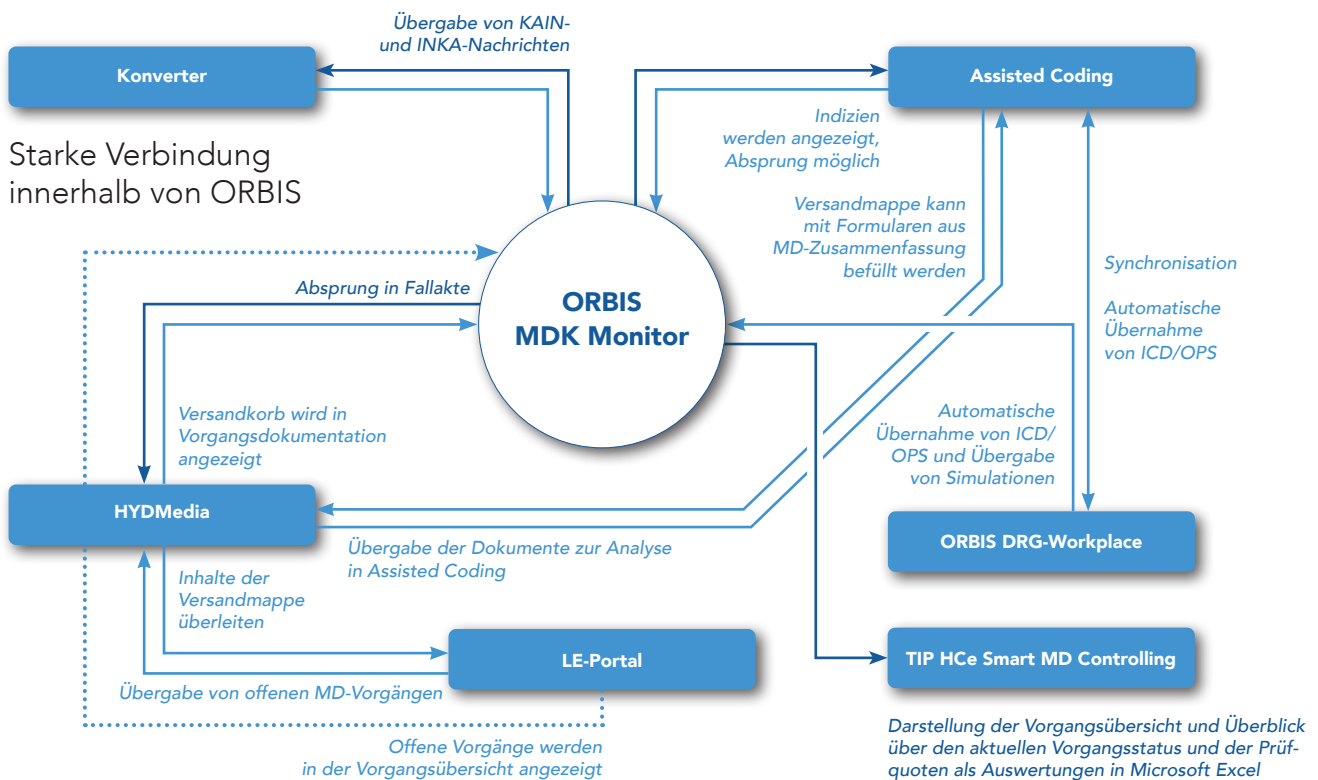 Übergabe von KAIN-
und INKA-Nachrichten
Konverter
Assisted Coding
Starke Verbindung
innerhalb von ORBIS
Indizien
werden angezeigt,
Absprung möglich
Versandmappe kann
mit Formularen aus
MD-Zusammenfassung
befüllt werden
Synchronisation
Automatische
Übernahme
von ICD/OPS
Absprung in Fallakte
ORBIS
MDK Monitor
Versandkorb wird in
Vorgangsdokumentation
angezeigt
Automatische
Übernahme von ICD/
OPS und Übergabe
von Simulationen
HYDMedia
ORBIS DRG-Workplace
Übergabe der Dokumente zur Analyse
in Assisted Coding
Inhalte der
Versandmappe
überleiten
LE-Portal
TIP HCe Smart MD Controlling
Übergabe von offenen MD-Vorgängen
Offene Vorgänge werden
in der Vorgangsübersicht angezeigt
Darstellung der Vorgangsübersicht und Überblick
über den aktuellen Vorgangsstatus und der Prüf-
quoten als Auswertungen in Microsoft Excel